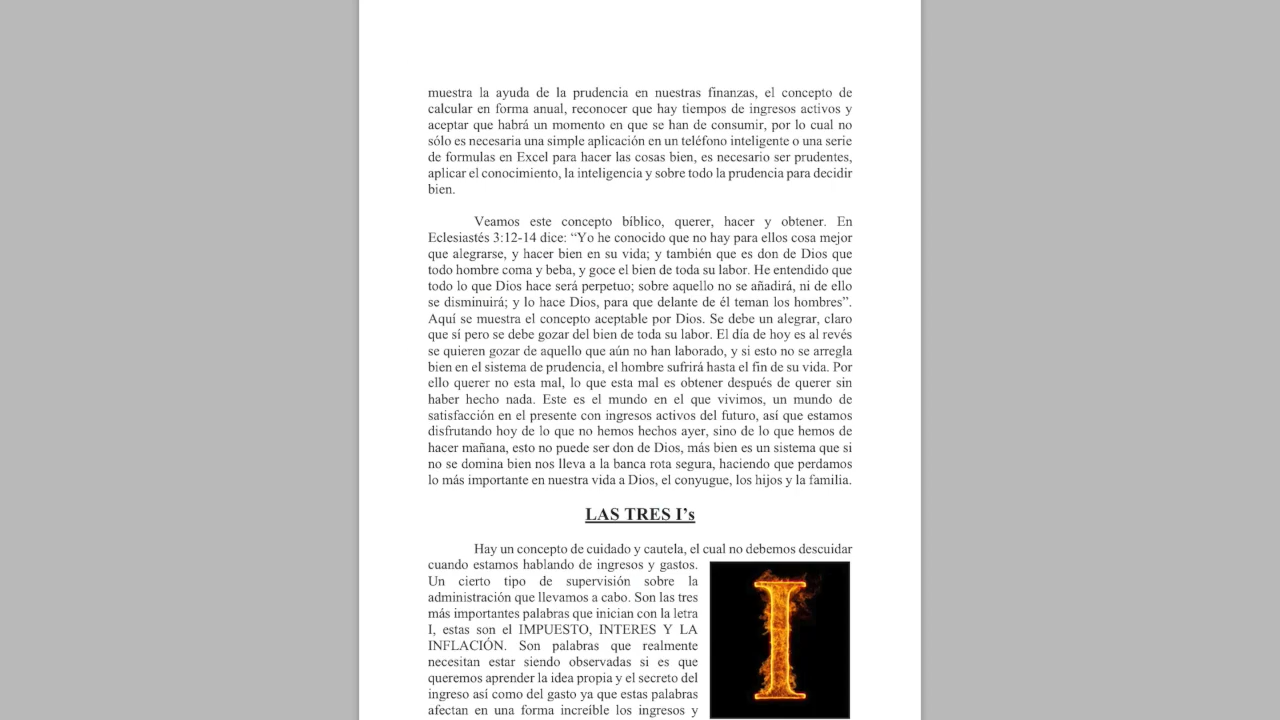 muestra la ayuda de la prudencia en nuestras finanzas, el concepto de
calcular en forma anual, reconocer que hay tiempos de ingresos activos y
aceptar que habrá un momento en que se han de consumir, por lo cual no
sólo es necesaria una simple aplicación en un teléfono inteligente o una serie
de formulas en Excel para hacer las cosas bien, es necesario ser prudentes,
aplicar el conocimiento, la inteligencia y sobre todo la prudencia para decidir
bien.
Veamos este concepto bíblico, querer, hacer y obtener. En
Eclesiastés 3:12-14 dice: “Yo he conocido que no hay para ellos cosa mejor
que alegrarse, y hacer bien en su vida; y también que es don de Dios que
todo hombre coma y beba, y goce el bien de toda su labor. He entendido que
todo lo que Dios hace será perpetuo; sobre aquello no se añadirá, ni de ello
se disminuirá; y lo hace Dios, para que delante de él teman los hombres”.
Aquí se muestra el concepto aceptable por Dios. Se debe un alegrar, claro
que sí pero se debe gozar del bien de toda su labor. El día de hoy es al revés
se quieren gozar de aquello que aún no han laborado, y si esto no se arregla
bien en el sistema de prudencia, el hombre sufrirá hasta el fin de su vida. Por
ello querer no esta mal, lo que esta mal es obtener después de querer sin
haber hecho nada. Este es el mundo en el que vivimos, un mundo de
satisfacción en el presente con ingresos activos del futuro, así que estamos
disfrutando hoy de lo que no hemos hechos ayer, sino de lo que hemos de
hacer mañana, esto no puede ser don de Dios, más bien es un sistema que si
no se domina bien nos lleva a la banca rota segura, haciendo que perdamos
lo más importante en nuestra vida a Dios, el conyugue, los hijos y la familia.
LAS TRES I’s
Hay un concepto de cuidado y cautela, el cual no debemos descuidar
cuando estamos hablando de ingresos y gastos.
Un cierto tipo de supervisión sobre la
administración que llevamos a cabo. Son las tres
más importantes palabras que inician con la letra
I, estas son el IMPUESTO, INTERES Y LA
INFLACIÓN. Son palabras que realmente
necesitan estar siendo observadas si es que
queremos aprender la idea propia y el secreto del
ingreso así como del gasto ya que estas palabras
afectan en una forma increíble los ingresos y
I